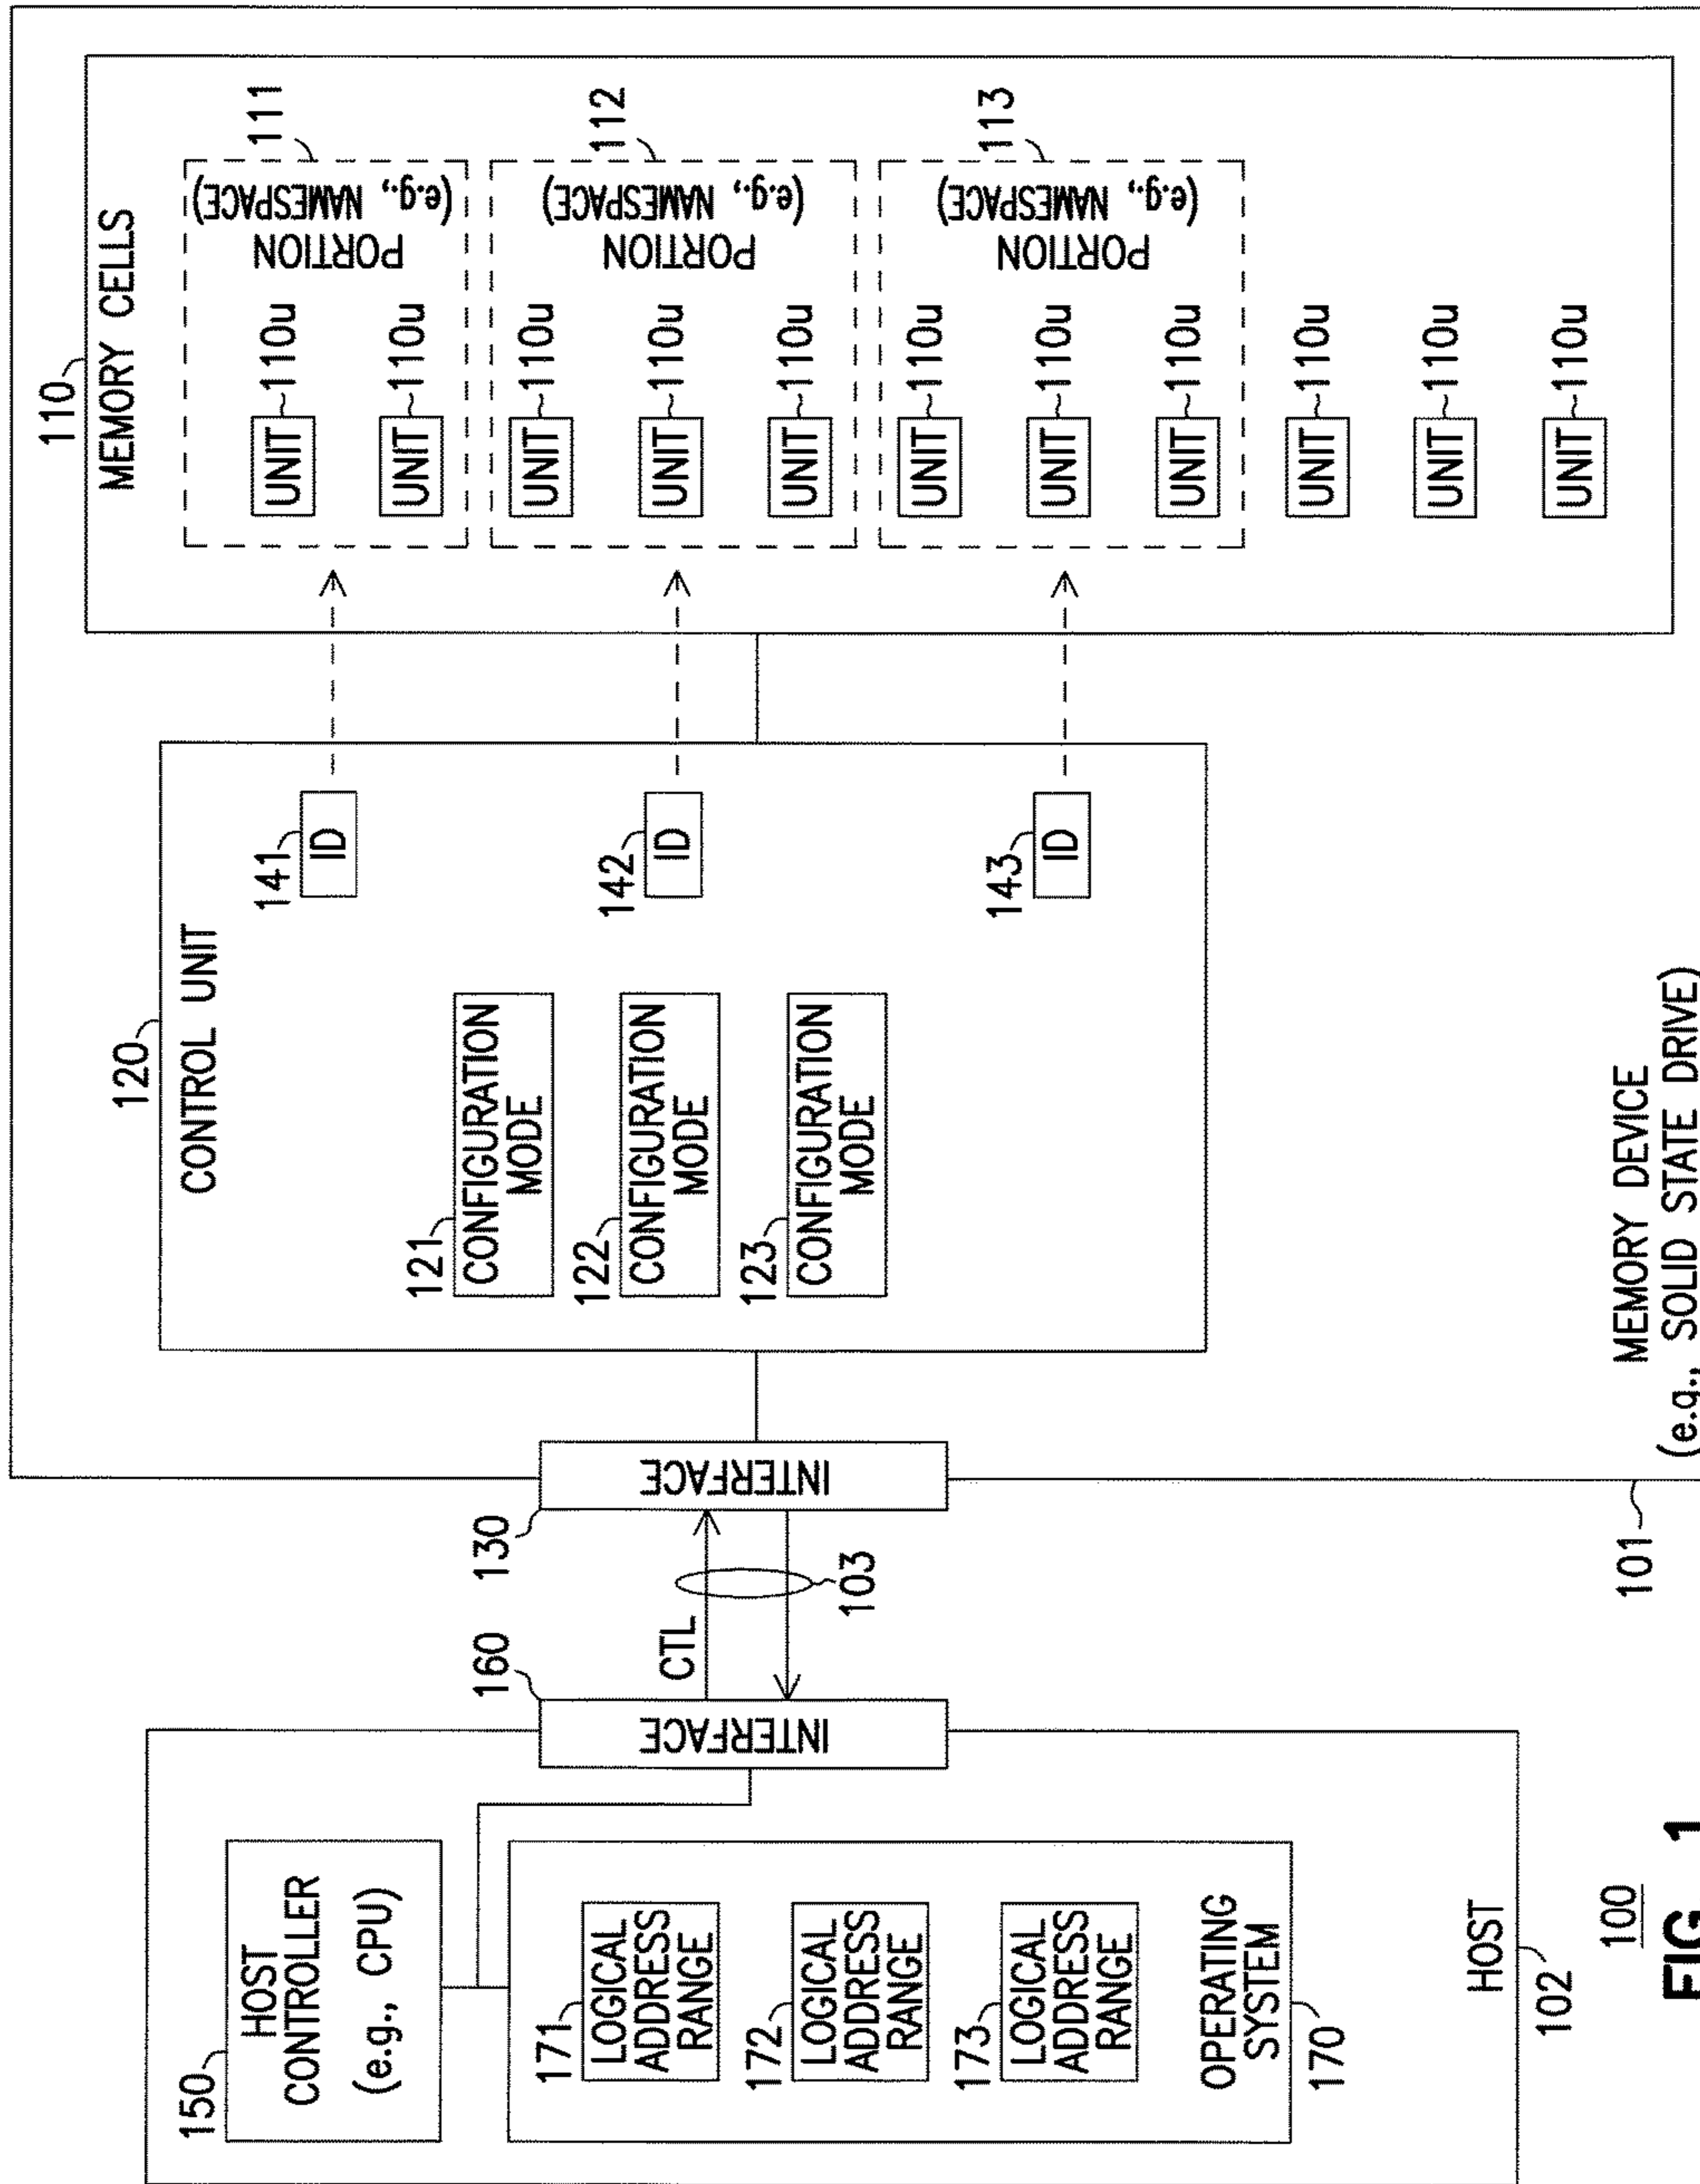 150
HOST
CONTROLLER
(e.g., CPU)
171
LOGICAL
ADDRESS
RANGE
172
LOGICAL
ADDRESS
RANGE
173
LOGICAL
ADDRESS
RANGE
OPERATING
SYSTEM
170
HOST
102
160
INTERFACE
CTL
103
130
INTERFACE
120
CONTROL UNIT
121
CONFIGURATION
MODE
122
CONFIGURATION
MODE
123
CONFIGURATION
MODE
141
ID
142
ID
143
ID
110
MEMORY CELLS
UNIT 110u
UNIT 110u
PORTION
(e.g., NAMESPACE)
111
UNIT 110u
UNIT 110u
UNIT 110u
PORTION
(e.g., NAMESPACE)
112
UNIT 110u
UNIT 110u
UNIT 110u
PORTION
(e.g., NAMESPACE)
113
UNIT 110u
UNIT 110u
UNIT 110u
101
MEMORY DEVICE
(e.g., SOLID STATE DRIVE)
100
FIG. 1